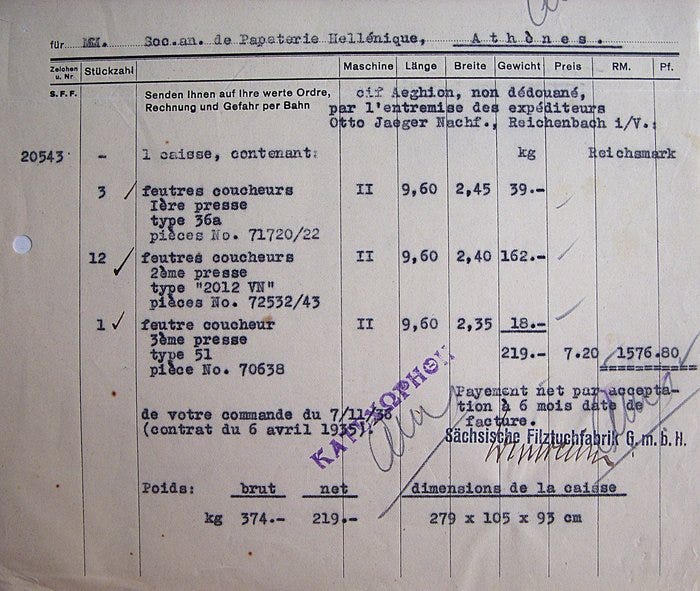 für MM. Soc.an. de Papeterie Hellénique, Athènes.
Zeichen u. Nr. Stückzahl Maschine Länge Breite Gewicht Preis RM. Pf.
S.F.F. Senden Ihnen auf Ihre werte Ordre, cif Aeghion, non dédouané,
Rechnung und Gefahr per Bahn par l'entremise des expéditeurs
Otto Jaeger Nachf., Reichenbach i/V.:
20543 - 1 caisse, contenant: kg Reichsmark
3 feutres coucheurs II 9,60 2,45 39.-
Ière presse
type 36a
pièces No. 71720/22
12 feutres coucheurs II 9,60 2,40 162.-
2ème presse
type "2012 VN"
pièces No. 72532/43
1 feutre coucheur II 9,60 2,35 18.-
3ème presse
type 51 219.- 7.20 1576.80
pièce No. 70638
Payement net par accepta-
de votre commande du 7/11/35 tion à 6 mois date de
(contrat du 6 avril 1935). facture.
ΚΑΤΕΧΩΡΗΘΗ
Sächsische Filztuchfabrik G.m.b.H.
Poids: brut net dimensions de la caisse
kg 374.- 219.- 279 x 105 x 93 cm